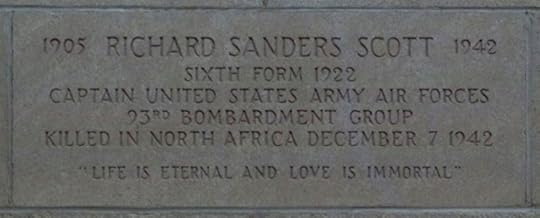 1905 RICHARD SANDERS SCOTT 1942
SIXTH FORM 1922
CAPTAIN UNITED STATES ARMY AIR FORCES
93RD BOMBARDMENT GROUP
KILLED IN NORTH AFRICA DECEMBER 7 1942
"LIFE IS ETERNAL AND LOVE IS IMMORTAL"